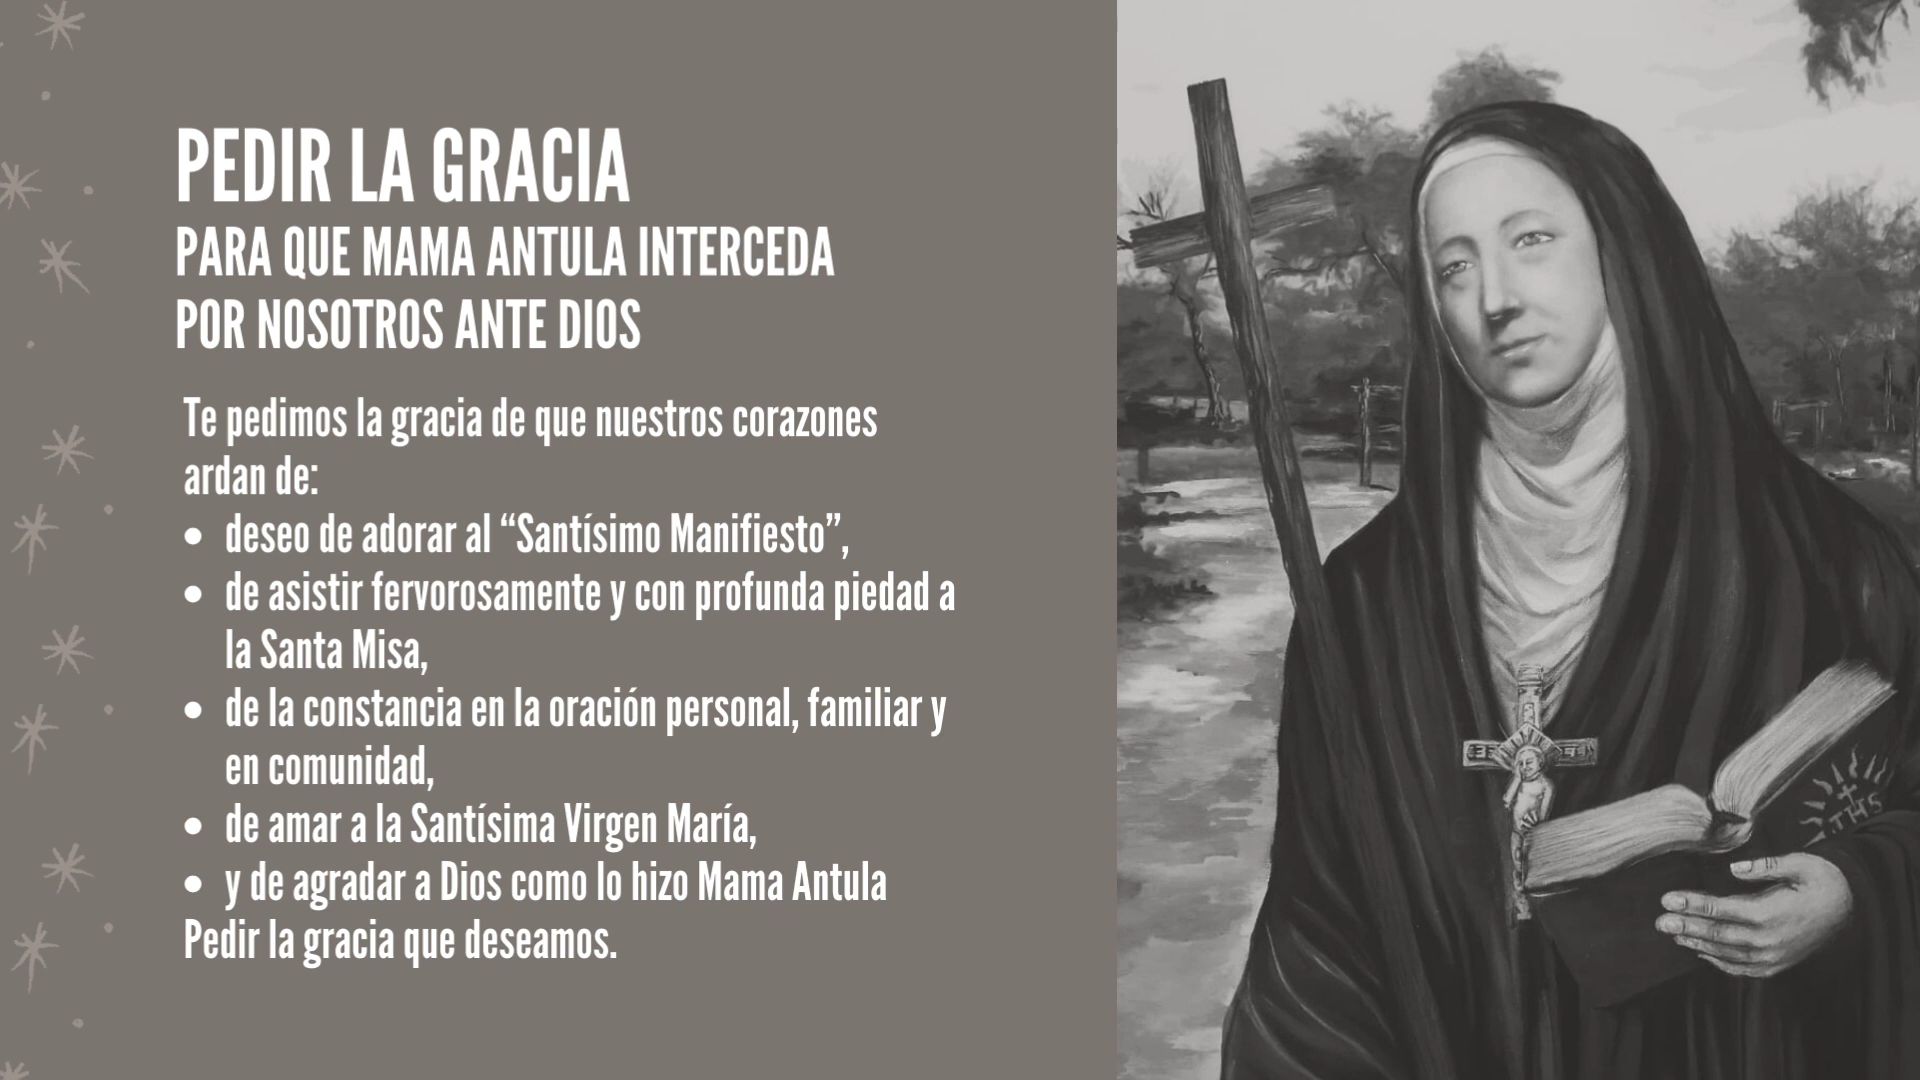 PEDIR LA GRACIA
PARA QUE MAMA ANTULA INTERCEDA
POR NOSOTROS ANTE DIOS
Te pedimos la gracia de que nuestros corazones
ardan de:
• deseo de adorar al “Santísimo Manifiesto”,
• de asistir fervorosamente y con profunda piedad a
la Santa Misa,
• de la constancia en la oración personal, familiar y
en comunidad,
• de amar a la Santísima Virgen María,
• y de agradar a Dios como lo hizo Mama Antula
Pedir la gracia que deseamos.